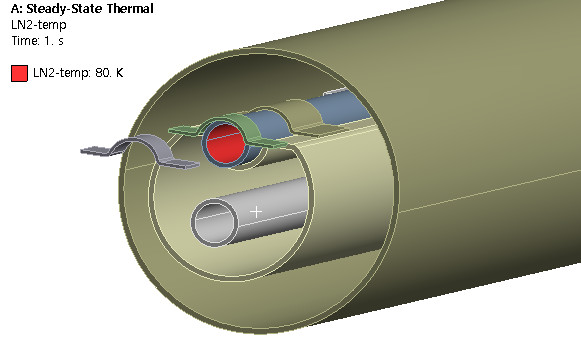 A: Steady-State Thermal
LN2-temp
Time: 1. s
LN2-temp: 80. K